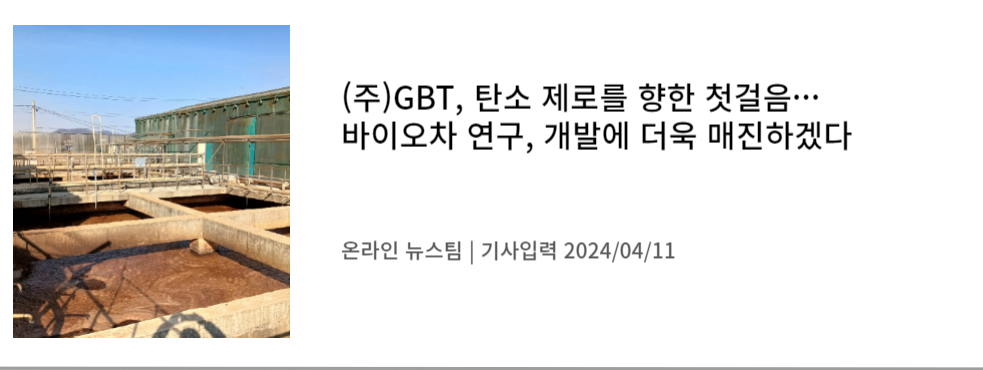 (주)GBT, 탄소 제로를 향한 첫걸음…
바이오차 연구, 개발에 더욱 매진하겠다
온라인 뉴스팀 | 기사입력 2024/04/11